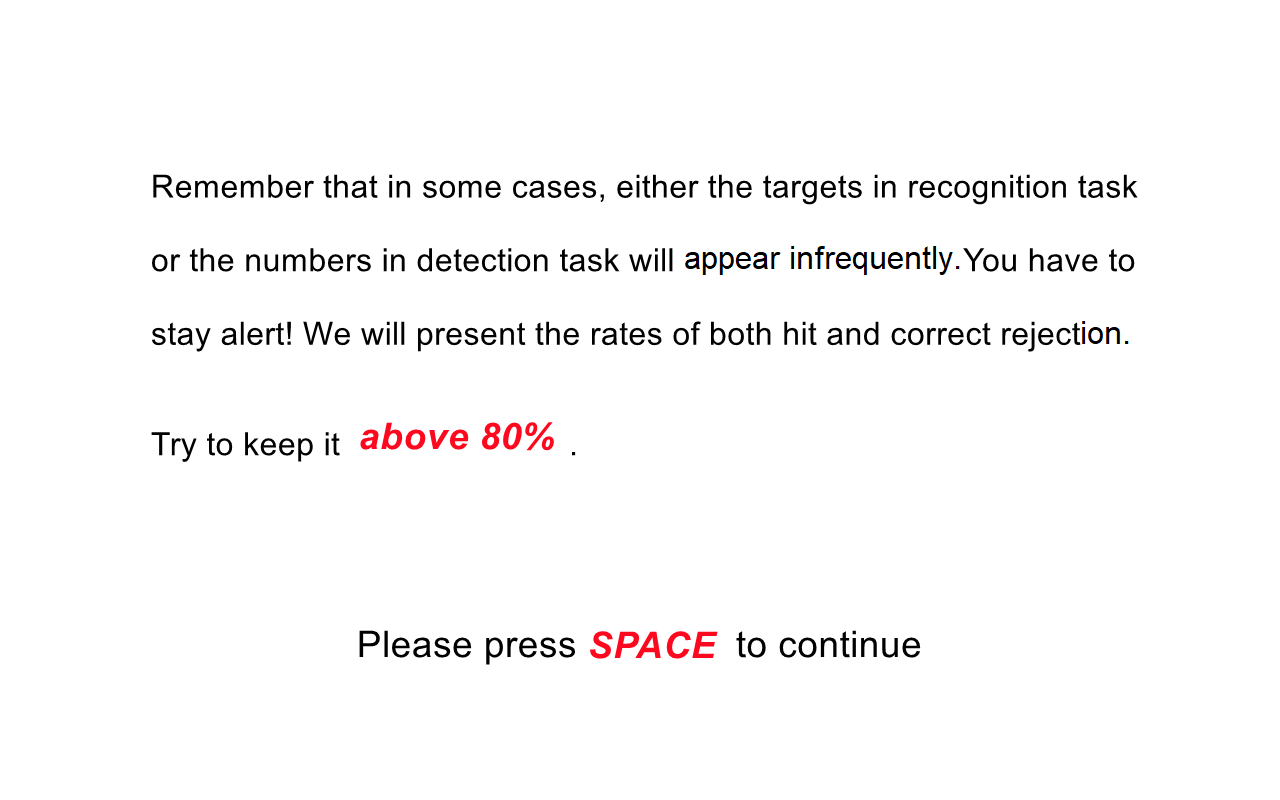 Remember that in some cases, either the targets in recognition task
or the numbers in detection task will appear infrequently.You have to
stay alert! We will present the rates of both hit and correct rejection.
Try to keep it above 80% .
Please press SPACE to continue